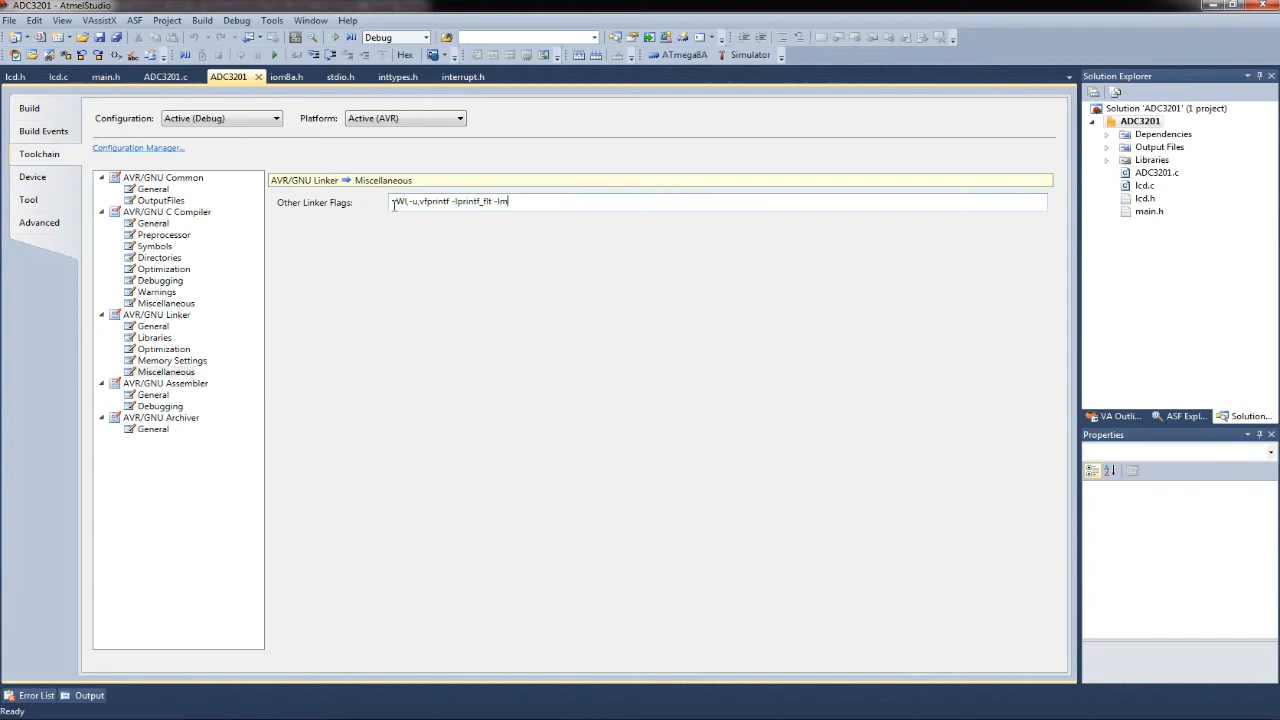 ADC3201 - AtmelStudio
File Edit View VAssistX ASF Project Build Debug Tools Window Help
Debug
Hex ATmega8A Simulator
lcd.h lcd.c main.h ADC3201.c ADC3201 iom8a.h stdio.h inttypes.h interrupt.h
Build
Build Events
Toolchain
Device
Tool
Advanced
Configuration: Active (Debug) Platform: Active (AVR)
Configuration Manager...
AVR/GNU Common
General
OutputFiles
AVR/GNU C Compiler
General
Preprocessor
Symbols
Directories
Optimization
Debugging
Warnings
Miscellaneous
AVR/GNU Linker
General
Libraries
Optimization
Memory Settings
Miscellaneous
AVR/GNU Assembler
General
Debugging
AVR/GNU Archiver
General
AVR/GNU Linker ➡ Miscellaneous
Other Linker Flags: -Wl,-u,vfprintf -lprintf_flt -lm
Solution Explorer
Solution 'ADC3201' (1 project)
ADC3201
Dependencies
Output Files
Libraries
ADC3201.c
lcd.c
lcd.h
main.h
VA Outli... ASF Expl... Solution...
Properties
Error List Output
Ready